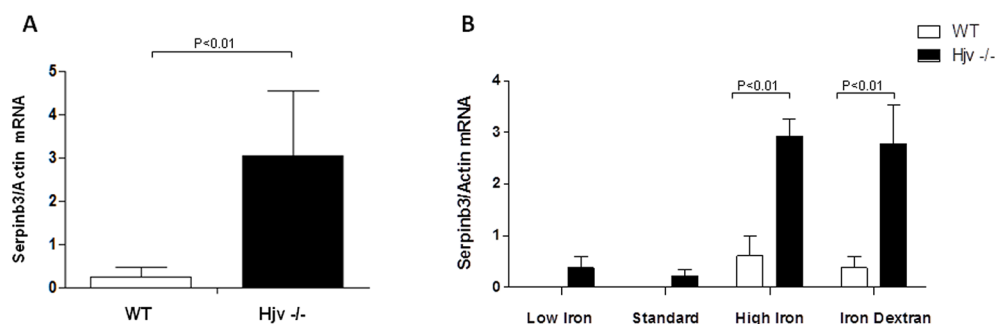 A
P<0.01
Serpinb3/Actin mRNA
5
4
3
2
1
0
WT
Hjv -/-
B
WT
Hjv -/-
P<0.01
P<0.01
Serpinb3/Actin mRNA
4
3
2
1
0
Low Iron
Standard
High Iron
Iron Dextran